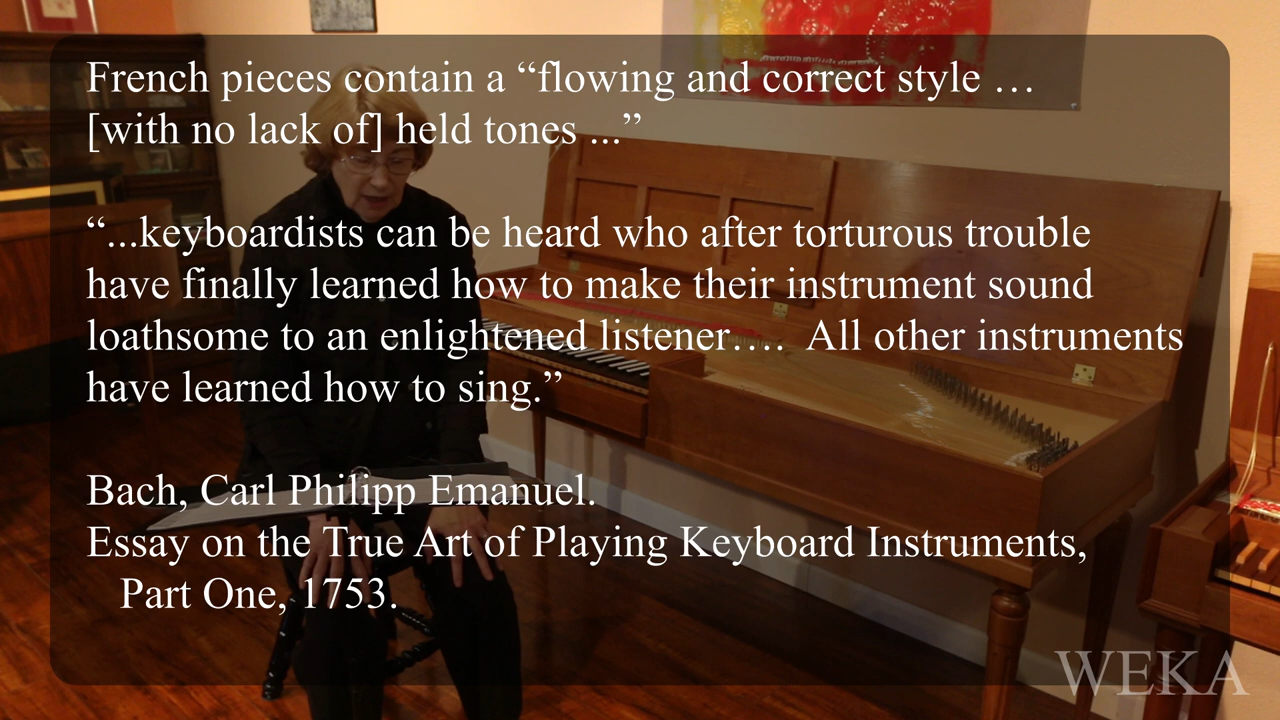 French pieces contain a “flowing and correct style …
[with no lack of] held tones ...”
“...keyboardists can be heard who after torturous trouble
have finally learned how to make their instrument sound
loathsome to an enlightened listener…. All other instruments
have learned how to sing.”
Bach, Carl Philipp Emanuel.
Essay on the True Art of Playing Keyboard Instruments,
Part One, 1753.
WEKA